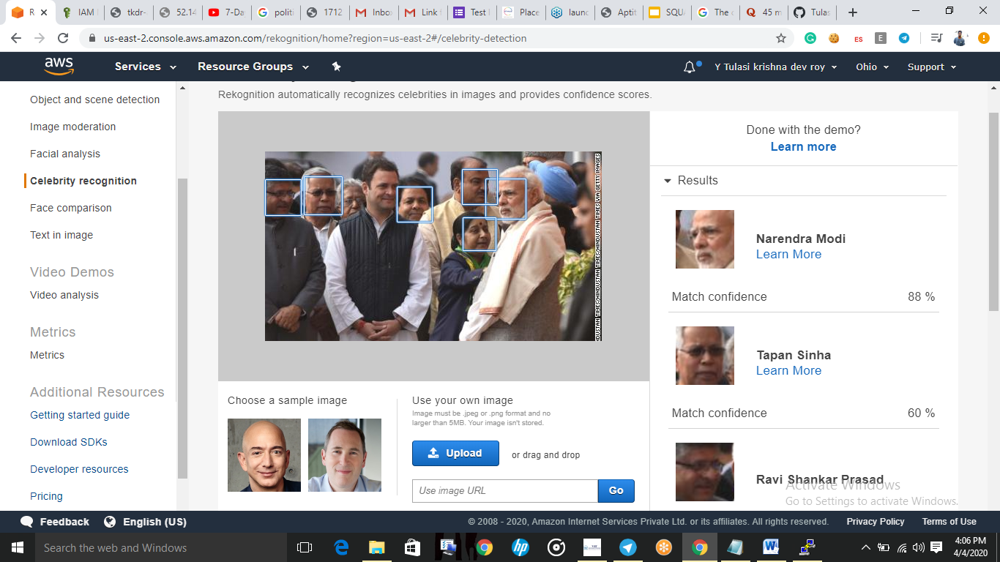 R
IAM
tkdr-
52.14
7-Da
politi
1712
Inbo
Link f
Test
Place
launc
Aptit
SQU
The
45 m
Tulas
us-east-2.console.aws.amazon.com/rekognition/home?region=us-east-2#/celebrity-detection
ES
E
aws
Services
Resource Groups
Y Tulasi krishna dev roy
Ohio
Support
Object and scene detection
Image moderation
Facial analysis
Celebrity recognition
Face comparison
Text in image
Video Demos
Video analysis
Metrics
Metrics
Additional Resources
Getting started guide
Download SDKs
Developer resources
Pricing
Rekognition automatically recognizes celebrities in images and provides confidence scores.
HINDUSTAN TIMES/HINDUSTAN TIMES VIA GETTY IMAGES
Choose a sample image
Use your own image
Image must be .jpeg or .png format and no
larger than 5MB. Your image isn't stored.
Upload
or drag and drop
Use image URL
Go
Done with the demo?
Learn more
Results
Narendra Modi
Learn More
Match confidence 88 %
Tapan Sinha
Learn More
Match confidence 60 %
Ravi Shankar Prasad
Activate Windows
Go to Settings to activate Windows.
Feedback
English (US)
© 2008 - 2020, Amazon Internet Services Private Ltd. or its affiliates. All rights reserved.
Privacy Policy
Terms of Use
Search the web and Windows
4:06 PM
4/4/2020